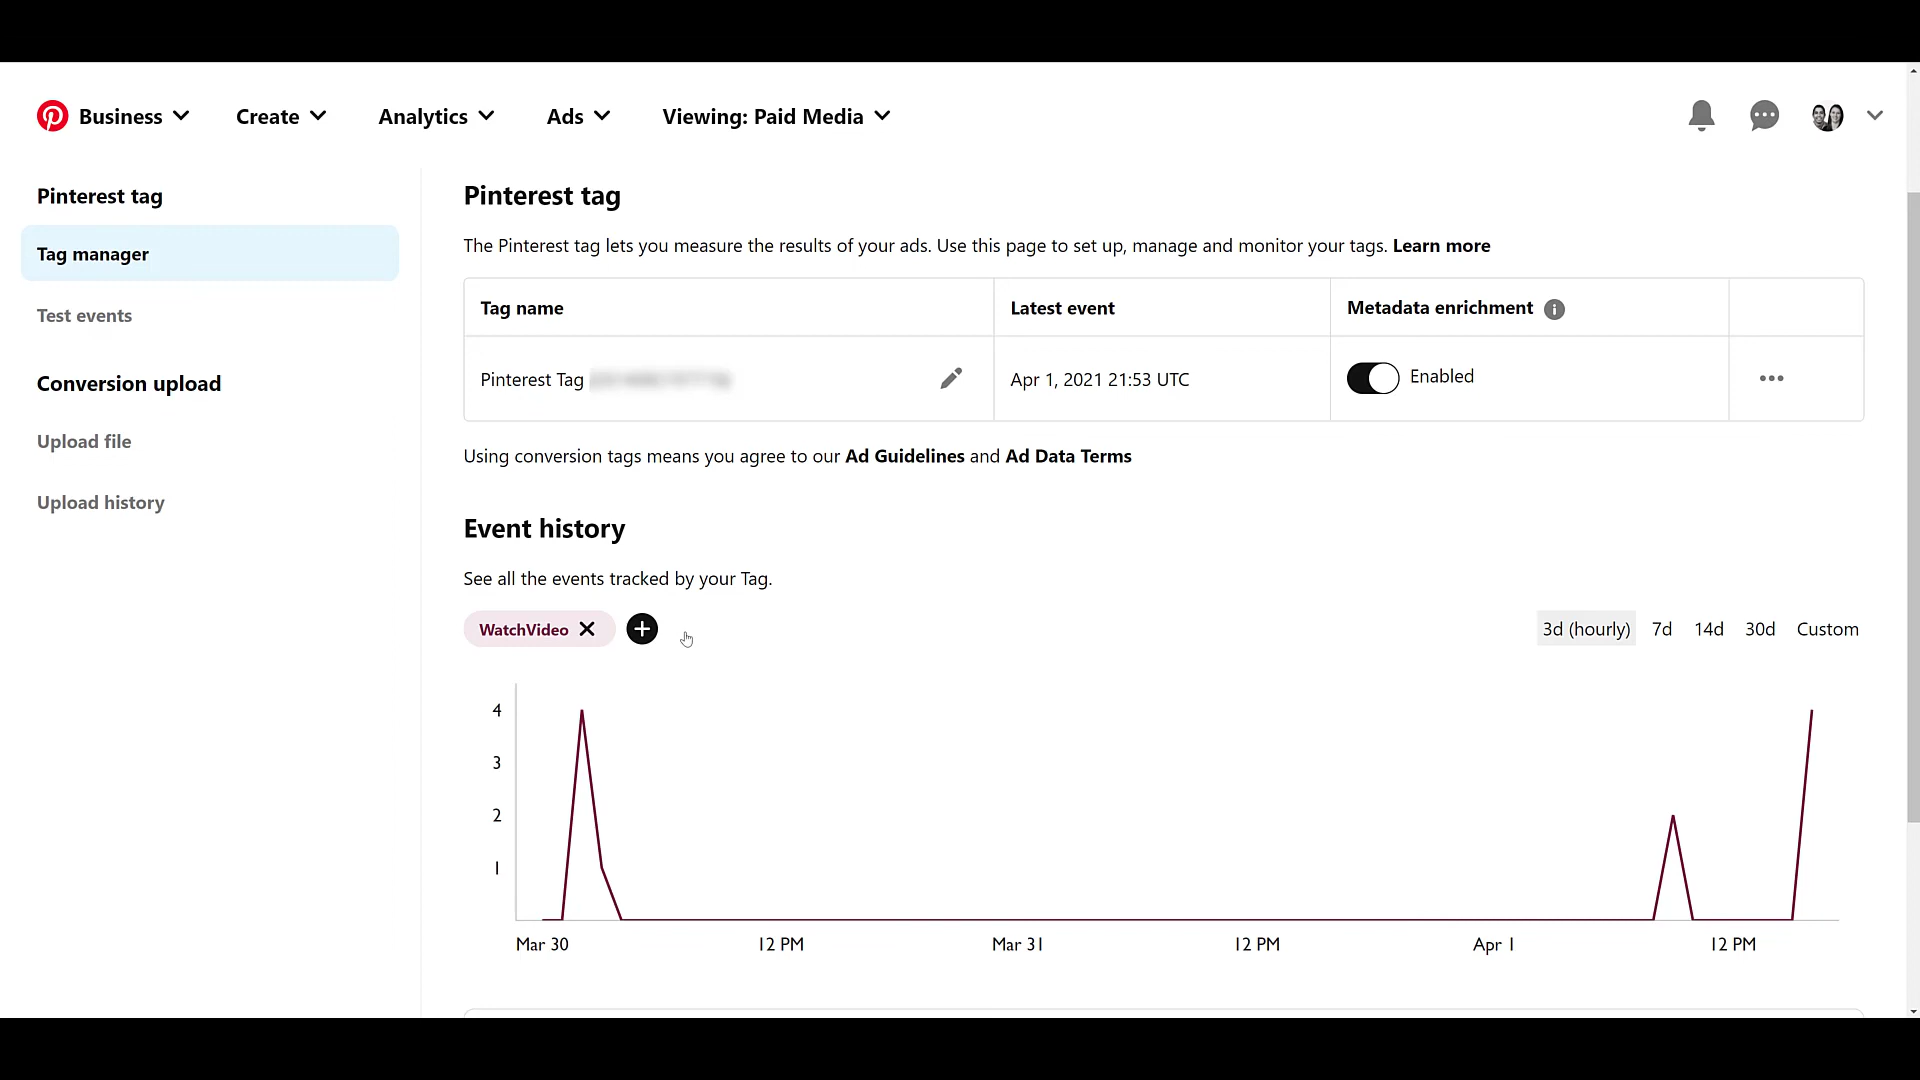 Business Create Analytics Ads Viewing: Paid Media
Pinterest tag
Tag manager
Test events
Conversion upload
Upload file
Upload history
Pinterest tag
The Pinterest tag lets you measure the results of your ads. Use this page to set up, manage and monitor your tags. Learn more
Tag name Latest event Metadata enrichment
Pinterest Tag Apr 1, 2021 21:53 UTC Enabled
Using conversion tags means you agree to our Ad Guidelines and Ad Data Terms
Event history
See all the events tracked by your Tag.
WatchVideo 3d (hourly) 7d 14d 30d Custom
4
3
2
1
Mar 30 12 PM Mar 31 12 PM Apr 1 12 PM